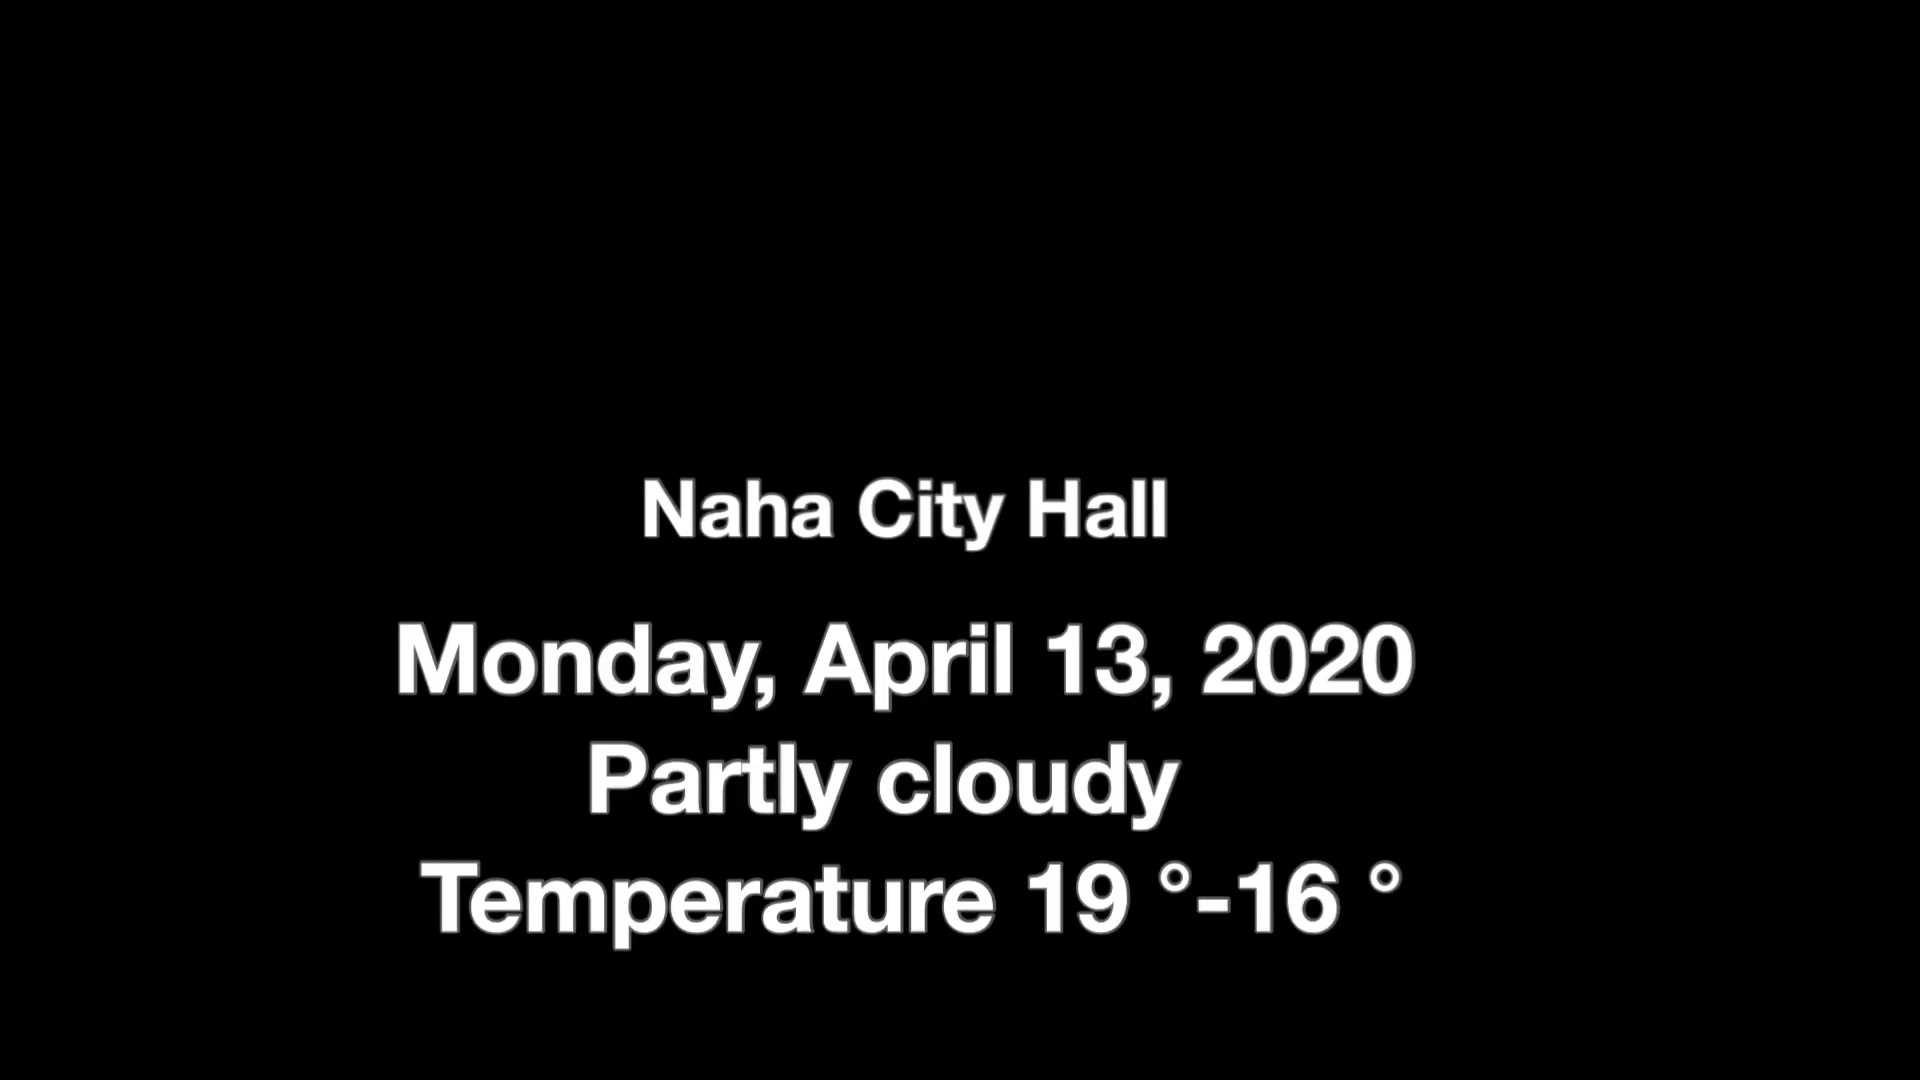 Naha City Hall
Monday, April 13, 2020
Partly cloudy
Temperature 19 °-16 °